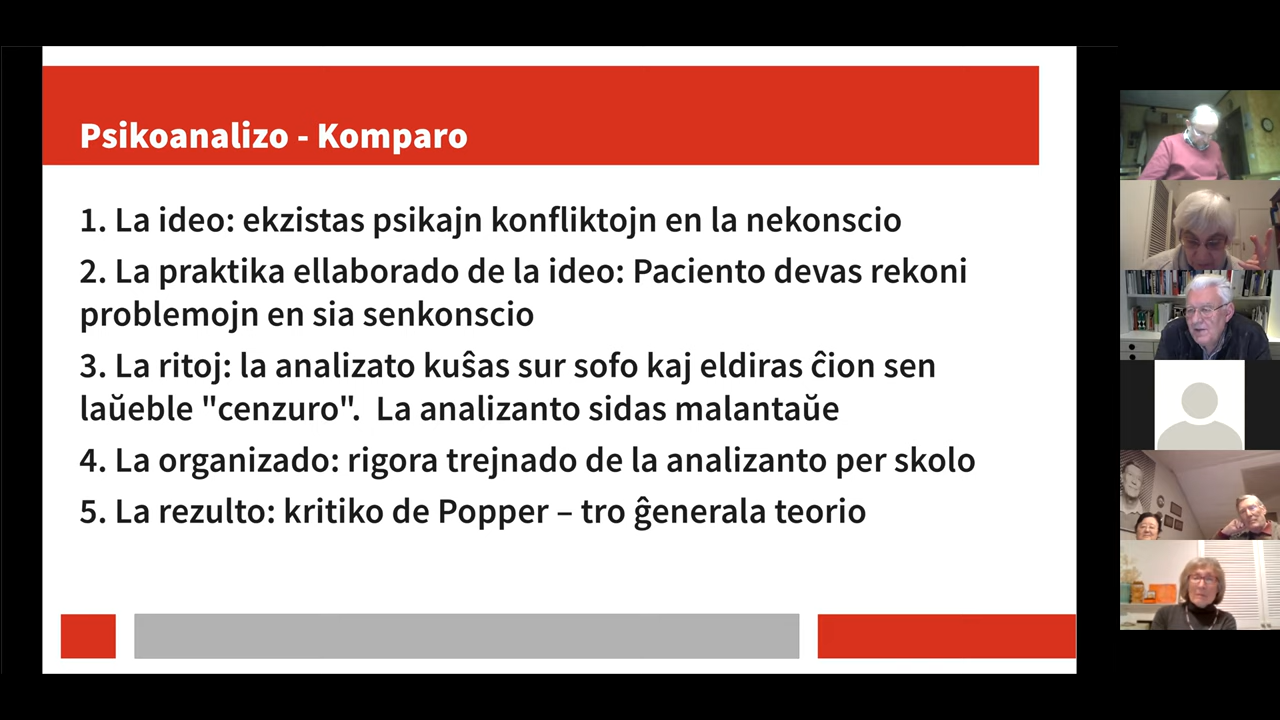 Psikoanalizo - Komparo
1. La ideo: ekzistas psikajn konfliktojn en la nekonscio
2. La praktika ellaborado de la ideo: Paciento devas rekoni
problemojn en sia senkonscio
3. La ritoj: la analizato kuŝas sur sofo kaj eldiras ĉion sen
laŭeble "cenzuro".  La analizanto sidas malantaŭe
4. La organizado: rigora trejnado de la analizanto per skolo
5. La rezulto: kritiko de Popper – tro ĝenerala teorio